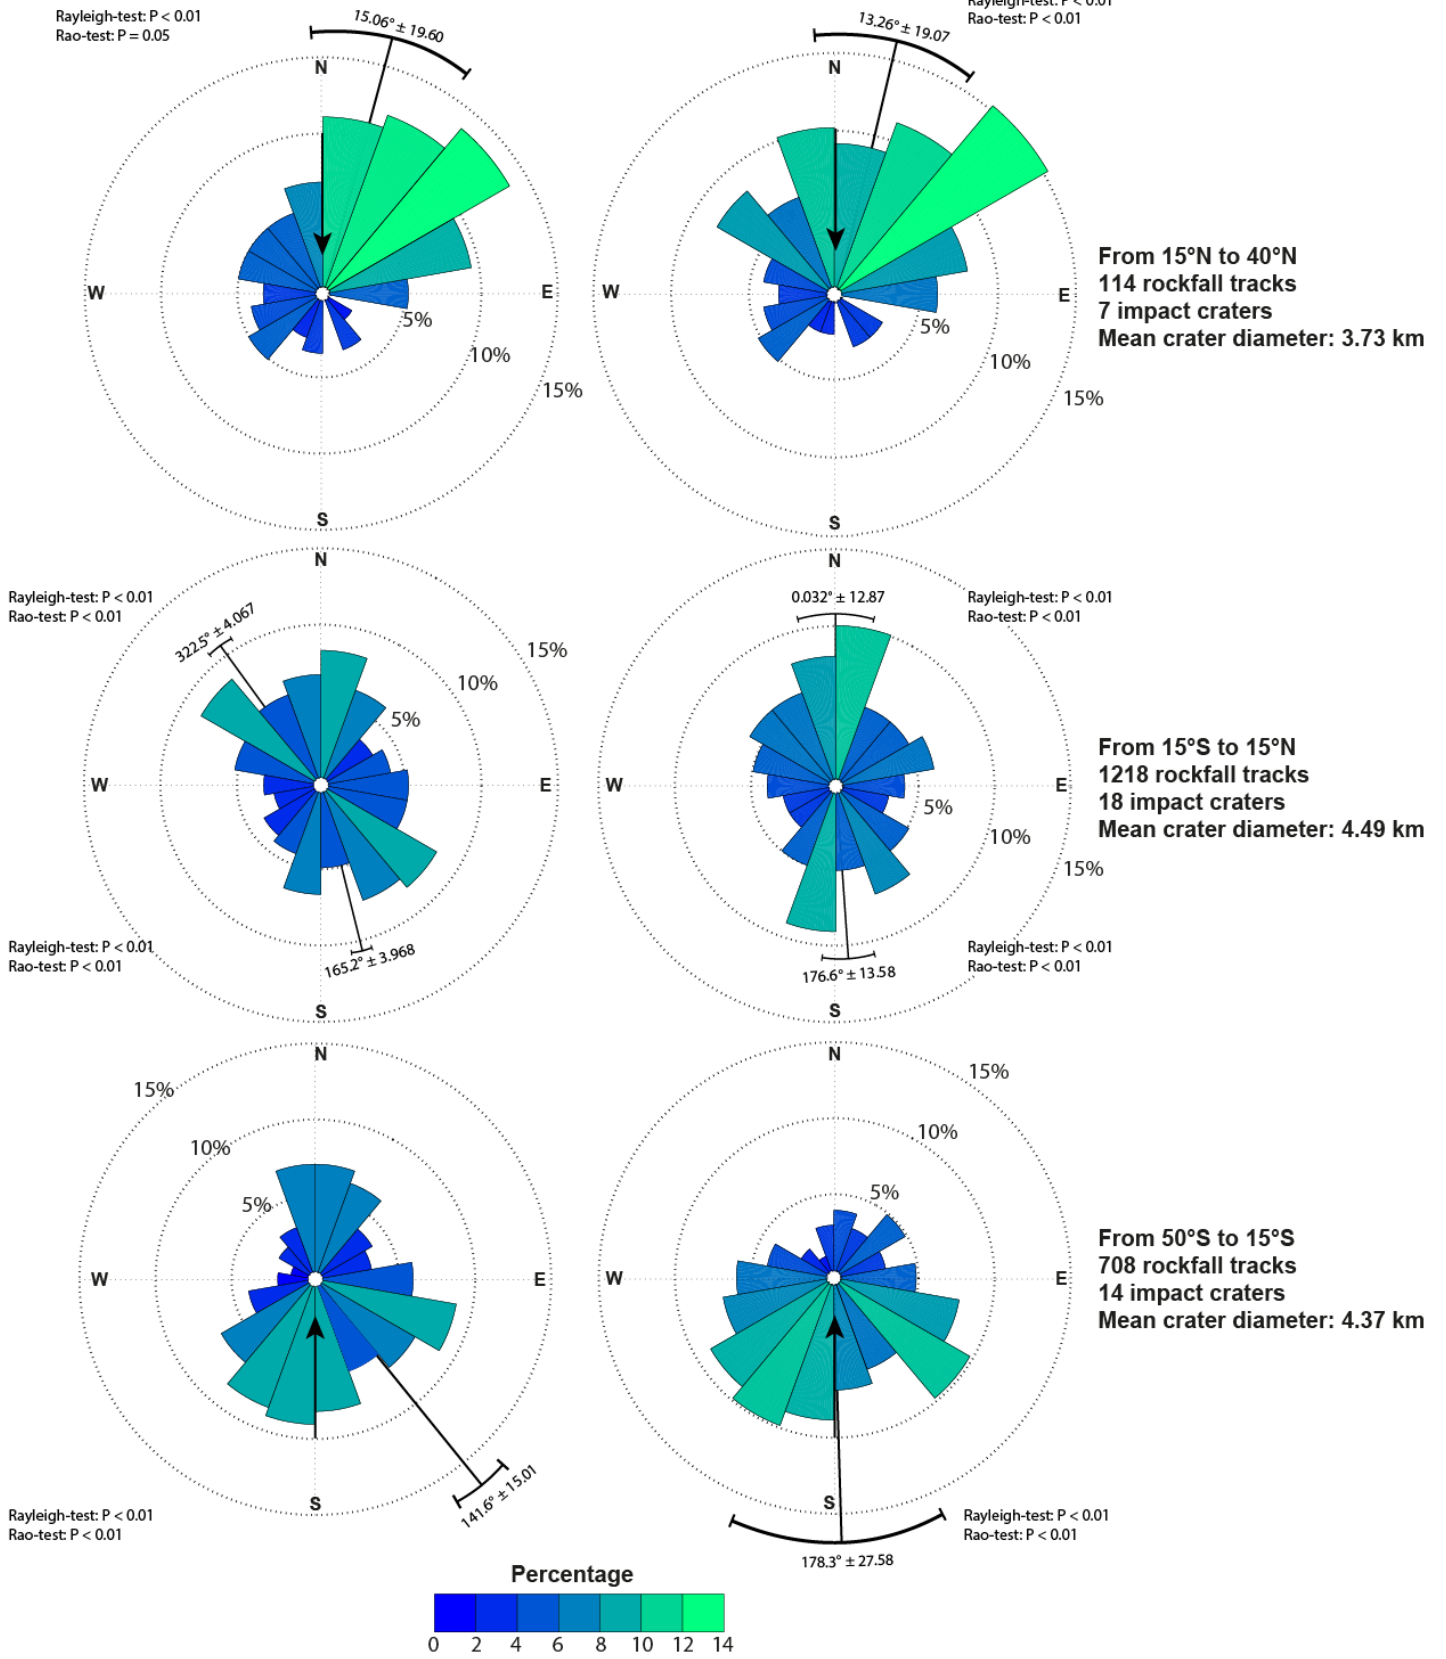 Rayleigh-test: P < 0.01
Rao-test: P = 0.05
15.06° ± 19.60
N
W
E
S
5%
10%
15%
Rayleigh-test: P < 0.01
Rao-test: P < 0.01
13.26° ± 19.07
N
W
E
S
5%
10%
15%
From 15°N to 40°N
114 rockfall tracks
7 impact craters
Mean crater diameter: 3.73 km
Rayleigh-test: P < 0.01
Rao-test: P < 0.01
322.5° ± 4.067
N
15%
10%
5%
W
E
Rayleigh-test: P < 0.01
Rao-test: P < 0.01
165.2° ± 3.968
S
N
0.032° ± 12.87
Rayleigh-test: P < 0.01
Rao-test: P < 0.01
W
E
5%
10%
15%
Rayleigh-test: P < 0.01
Rao-test: P < 0.01
176.6° ± 13.58
S
From 15°S to 15°N
1218 rockfall tracks
18 impact craters
Mean crater diameter: 4.49 km
N
15%
10%
5%
W
E
S
141.6° ± 15.01
Rayleigh-test: P < 0.01
Rao-test: P < 0.01
N
15%
10%
5%
W
E
S
Rayleigh-test: P < 0.01
Rao-test: P < 0.01
178.3° ± 27.58
From 50°S to 15°S
708 rockfall tracks
14 impact craters
Mean crater diameter: 4.37 km
Percentage
0 2 4 6 8 10 12 14